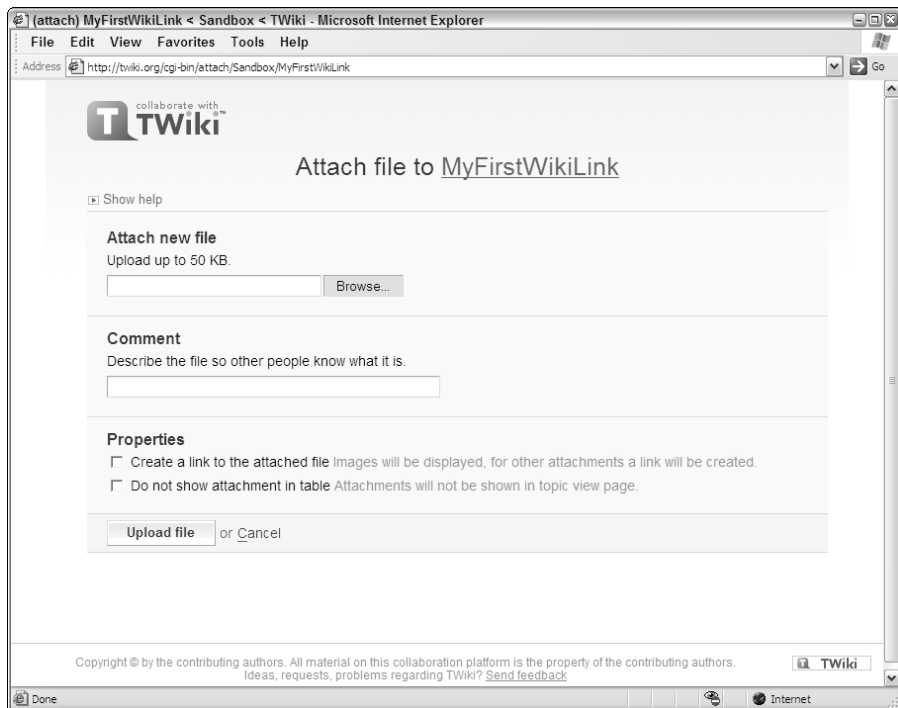 (attach) MyFirstWikiLink < Sandbox < TWiki - Microsoft Internet Explorer
File Edit View Favorites Tools Help
Address http://twiki.org/cgi-bin/attach/Sandbox/MyFirstWikiLink Go
collaborate with
TWiki™
Attach file to MyFirstWikiLink
Show help
Attach new file
Upload up to 50 KB.
Browse...
Comment
Describe the file so other people know what it is.
Properties
Create a link to the attached file Images will be displayed, for other attachments a link will be created.
Do not show attachment in table Attachments will not be shown in topic view page.
Upload file or Cancel
Copyright © by the contributing authors. All material on this collaboration platform is the property of the contributing authors.
Ideas, requests, problems regarding TWiki? Send feedback
T TWiki
Done Internet